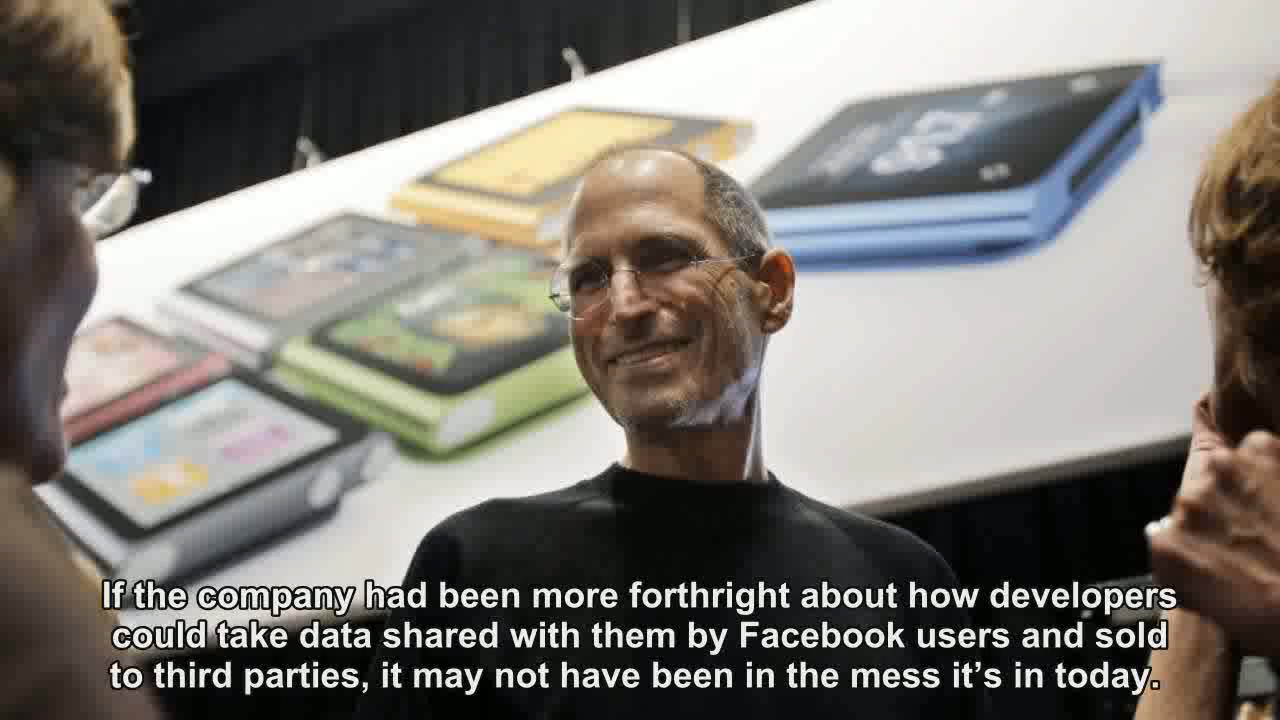 If the company had been more forthright about how developers
could take data shared with them by Facebook users and sold
to third parties, it may not have been in the mess it’s in today.